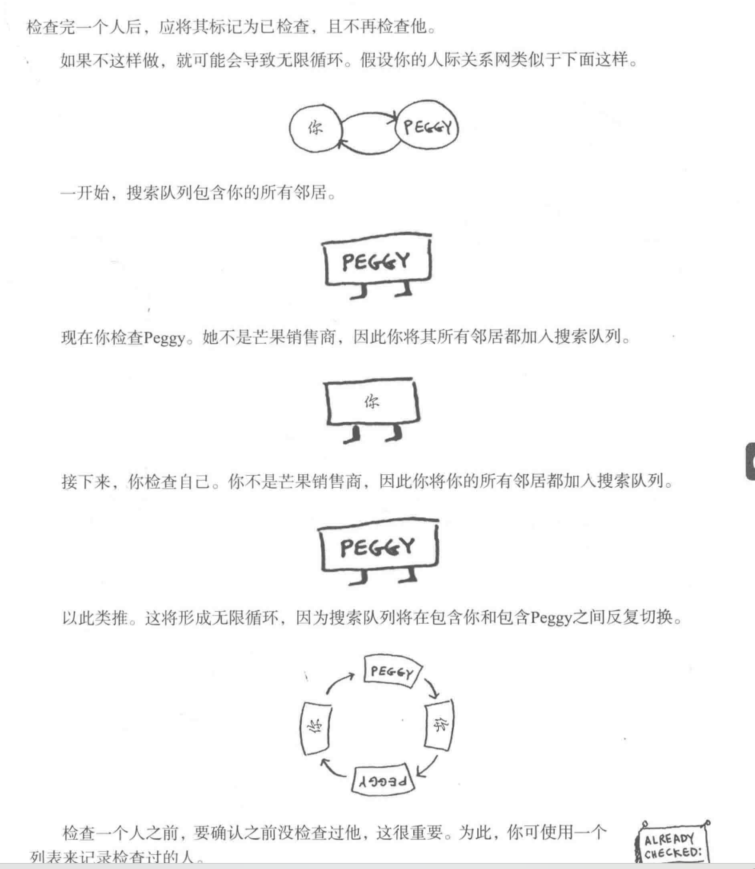 检查完一个人后，应将其标记为已检查，且不再检查他。
如果不这样做，就可能会导致无限循环。假设你的人际关系网类似于下面这样。
你
PEGGY
一开始，搜索队列包含你的所有邻居。
PEGGY
现在你检查Peggy。她不是芒果销售商，因此你将其所有邻居都加入搜索队列。
你
接下来，你检查自己。你不是芒果销售商，因此你将你的所有邻居都加入搜索队列。
PEGGY
以此类推。这将形成无限循环，因为搜索队列将在包含你和包含Peggy之间反复切换。
PEGGY
你
你
PEGGY
检查一个人之前，要确认之前没检查过他，这很重要。为此，你可使用一个
列表来记录检查过的人。
ALREADY
CHECKED: